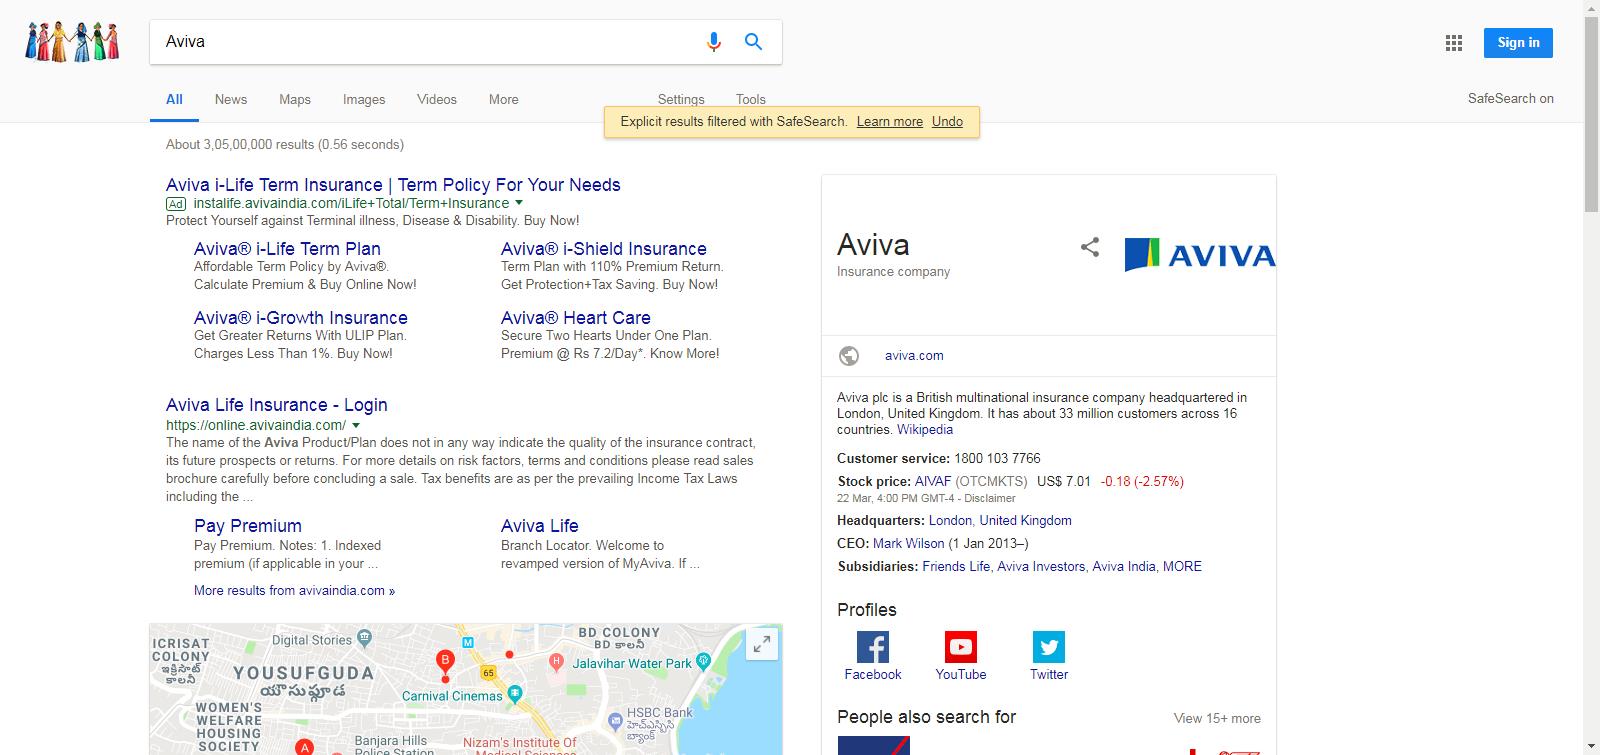 Aviva
Sign in
All News Maps Images Videos More Settings Tools
SafeSearch on
Explicit results filtered with SafeSearch. Learn more Undo
About 3,05,00,000 results (0.56 seconds)
Aviva i-Life Term Insurance | Term Policy For Your Needs
Ad instalife.avivaindia.com/iLife+Total/Term+Insurance
Protect Yourself against Terminal illness, Disease & Disability. Buy Now!
Aviva® i-Life Term Plan
Affordable Term Policy by Aviva®.
Calculate Premium & Buy Online Now!
Aviva® i-Shield Insurance
Term Plan with 110% Premium Return.
Get Protection+Tax Saving. Buy Now!
Aviva® i-Growth Insurance
Get Greater Returns With ULIP Plan.
Charges Less Than 1%. Buy Now!
Aviva® Heart Care
Secure Two Hearts Under One Plan.
Premium @ Rs 7.2/Day*. Know More!
Aviva Life Insurance - Login
https://online.avivaindia.com/
The name of the Aviva Product/Plan does not in any way indicate the quality of the insurance contract,
its future prospects or returns. For more details on risk factors, terms and conditions please read sales
brochure carefully before concluding a sale. Tax benefits are as per the prevailing Income Tax Laws
including the ...
Pay Premium
Pay Premium. Notes: 1. Indexed
premium (if applicable in your ...
Aviva Life
Branch Locator. Welcome to
revamped version of MyAviva. If ...
More results from avivaindia.com »
ICRISAT
COLONY
ఇక్రిసాట్
కాలనీ
Digital Stories
M
BD COLONY
BD కాలనీ
YOUSUFGUDA
యూసుఫ్గూడ
B
65
H
Jalavihar Water Park
Carnival Cinemas
WOMEN'S
WELFARE
HOUSING
SOCIETY
HSBC Bank
హెచ్ఎస్బిసి
బ్యాంక్
A
Banjara Hills
Police Station
Nizam's Institute Of
Medical Sciences
Aviva
Insurance company
AVIVA
aviva.com
Aviva plc is a British multinational insurance company headquartered in
London, United Kingdom. It has about 33 million customers across 16
countries. Wikipedia
Customer service: 1800 103 7766
Stock price: AIVAF (OTCMKTS) US$ 7.01 -0.18 (-2.57%)
22 Mar, 4:00 PM GMT-4 - Disclaimer
Headquarters: London, United Kingdom
CEO: Mark Wilson (1 Jan 2013–)
Subsidiaries: Friends Life, Aviva Investors, Aviva India, MORE
Profiles
Facebook
YouTube
Twitter
People also search for
View 15+ more